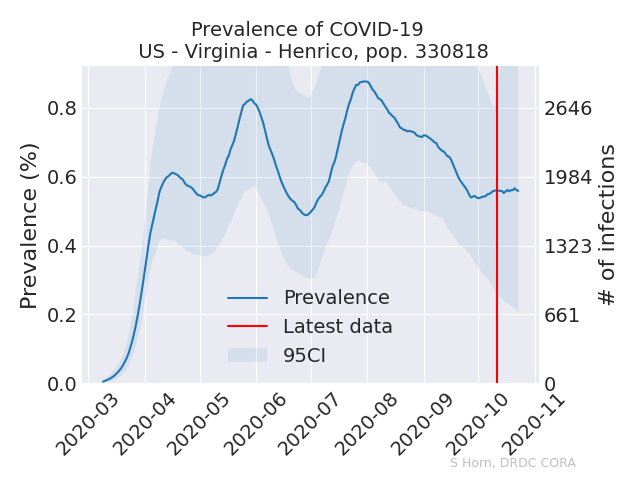 Prevalence of COVID-19
US - Virginia - Henrico, pop. 330818
Prevalence (%)
0.8
0.6
0.4
0.2
0.0
2646
1984
1323
661
0
# of infections
Prevalence
Latest data
95CI
2020-03
2020-04
2020-05
2020-06
2020-07
2020-08
2020-09
2020-10
2020-11
S Horn, DRDC CORA